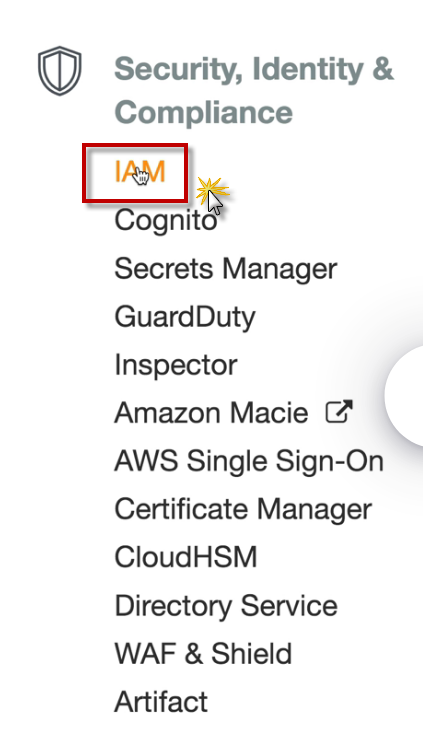 Security, Identity &
Compliance
IAM
Cognito
Secrets Manager
GuardDuty
Inspector
Amazon Macie
AWS Single Sign-On
Certificate Manager
CloudHSM
Directory Service
WAF & Shield
Artifact